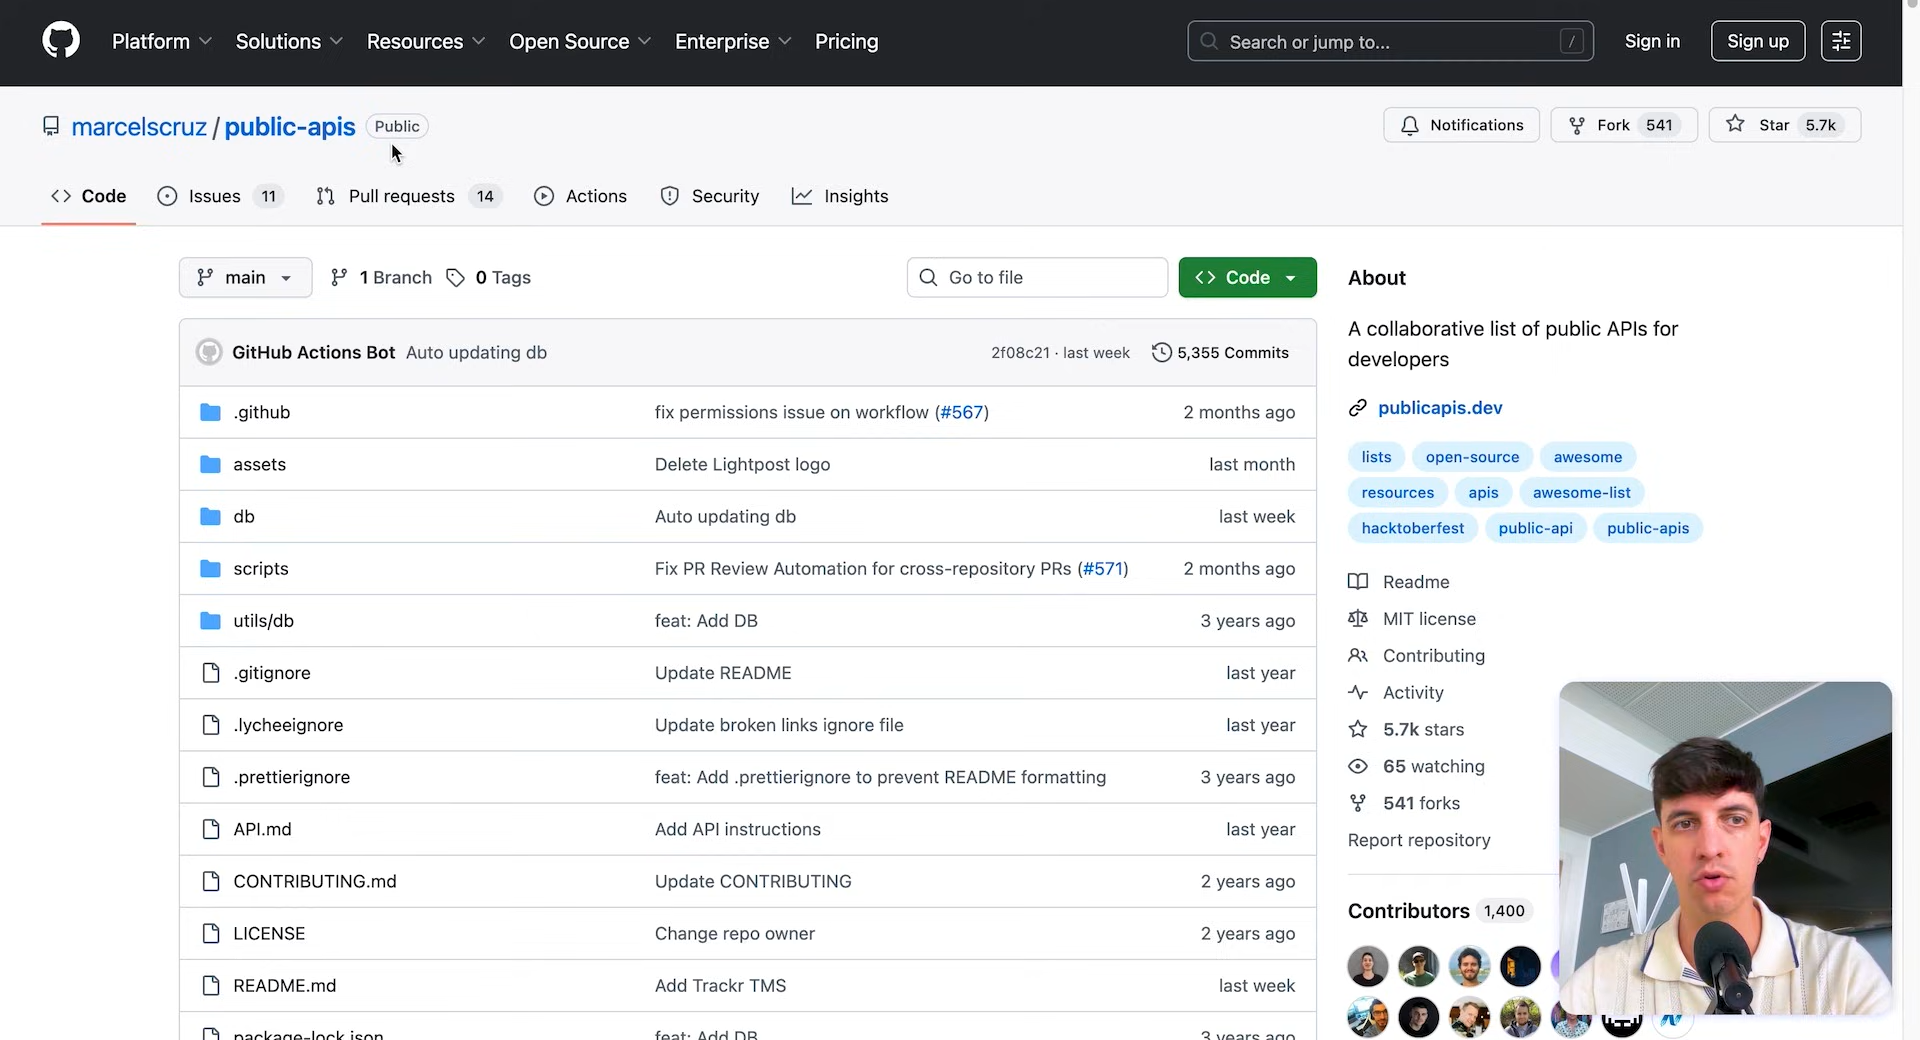 Platform Solutions Resources Open Source Enterprise Pricing Search or jump to... / Sign in Sign up
marcelscruz / public-apis Public Notifications Fork 541 Star 5.7k
Code Issues 11 Pull requests 14 Actions Security Insights
main 1 Branch 0 Tags Go to file Code
GitHub Actions Bot Auto updating db 2f08c21 · last week 5,355 Commits
.github fix permissions issue on workflow (#567) 2 months ago
assets Delete Lightpost logo last month
db Auto updating db last week
scripts Fix PR Review Automation for cross-repository PRs (#571) 2 months ago
utils/db feat: Add DB 3 years ago
.gitignore Update README last year
.lycheeignore Update broken links ignore file last year
.prettierignore feat: Add .prettierignore to prevent README formatting 3 years ago
API.md Add API instructions last year
CONTRIBUTING.md Update CONTRIBUTING 2 years ago
LICENSE Change repo owner 2 years ago
README.md Add Trackr TMS last week
package-lock.json feat: Add DB 3 years ago
About
A collaborative list of public APIs for
developers
publicapis.dev
lists open-source awesome
resources apis awesome-list
hacktoberfest public-api public-apis
Readme
MIT license
Contributing
Activity
5.7k stars
65 watching
541 forks
Report repository
Contributors 1,400